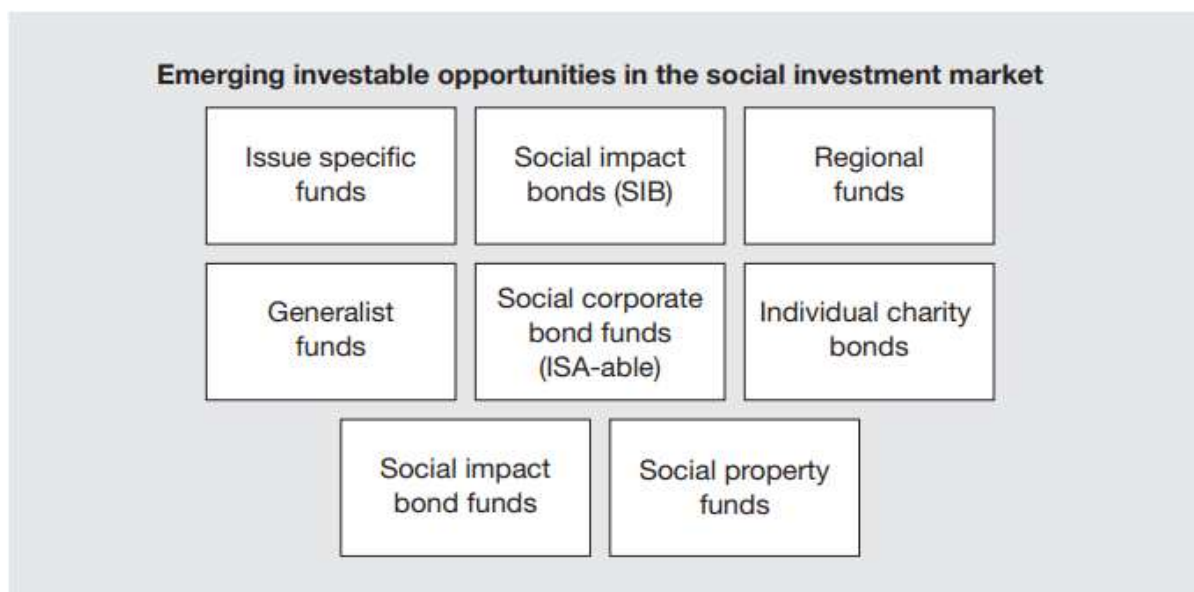 Emerging investable opportunities in the social investment market
Issue specific
funds
Social impact
bonds (SIB)
Regional
funds
Generalist
funds
Social corporate
bond funds
(ISA-able)
Individual charity
bonds
Social impact
bond funds
Social property
funds